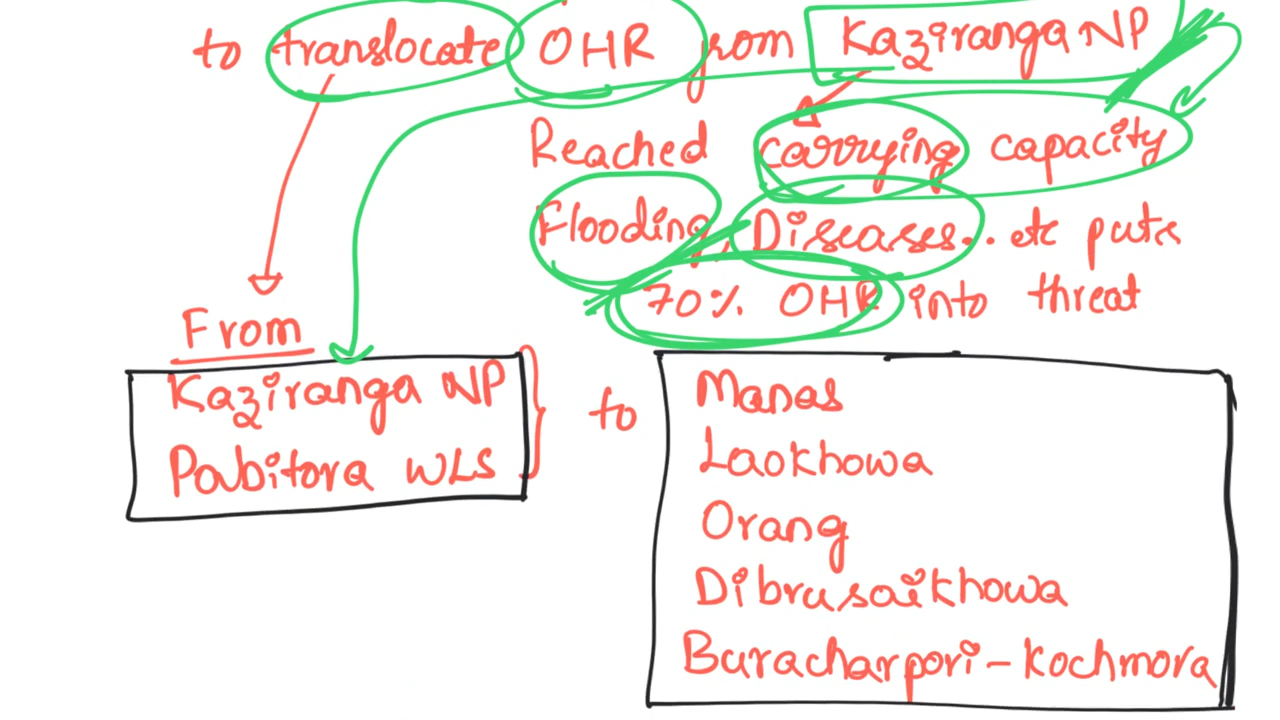 to translocate OHR from Kaziranga NP
Reached carrying capacity
Flooding, Diseases.. etc puts
70% OHR into threat
From
Kaziranga NP
Pabitora WLS
to
Manas
Laokhowa
Orang
Dibrusaikhowa
Buracharpori - Kochmora